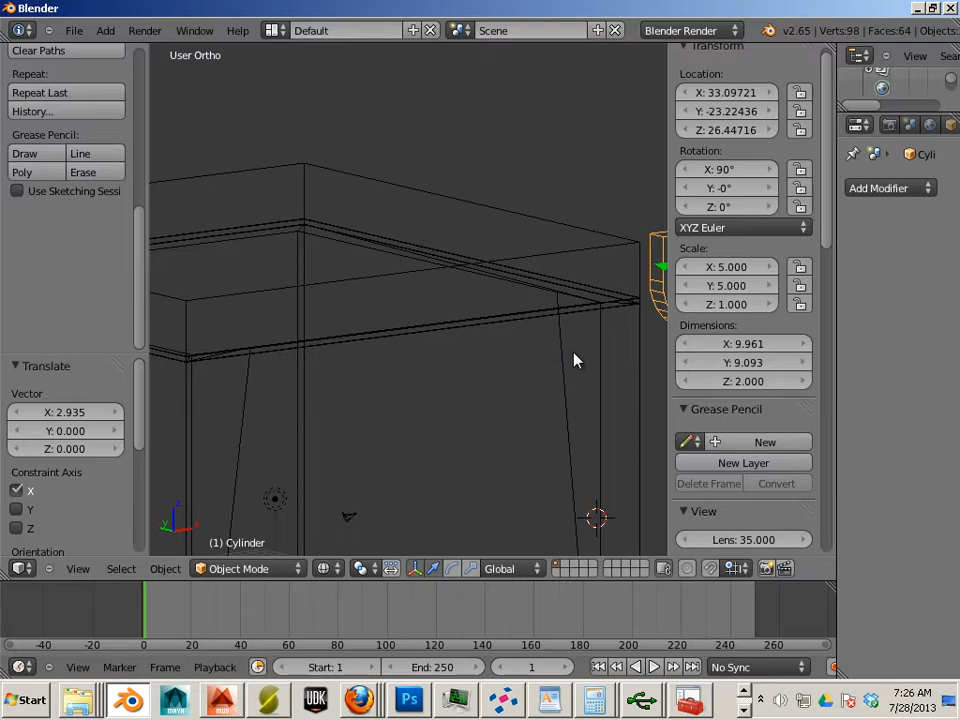 Blender
File Add Render Window Help Default Scene Blender Render v2.65 | Verts:98 | Faces:64 | Objects:
Clear Paths
Repeat:
Repeat Last
History...
Grease Pencil:
Draw Line
Poly Erase
Use Sketching Sessi
Translate
Vector
X: 2.935
Y: 0.000
Z: 0.000
Constraint Axis
X
Y
Z
Orientation
User Ortho
z
y x
(1) Cylinder
Transform
Location:
X: 33.09721
Y: -23.22436
Z: 26.44716
Rotation:
X: 90°
Y: -0°
Z: 0°
XYZ Euler
Scale:
X: 5.000
Y: 5.000
Z: 1.000
Dimensions:
X: 9.961
Y: 9.093
Z: 2.000
Grease Pencil
New
New Layer
Delete Frame Convert
View
Lens: 35.000
View Sear
Cyli
Add Modifier
View Select Object Object Mode Global
-40 -20 0 20 40 60 80 100 120 140 160 180 200 220 240 260 280
View Marker Frame Playback Start: 1 End: 250 1 No Sync
Start UDK Ps
7:26 AM
7/28/2013